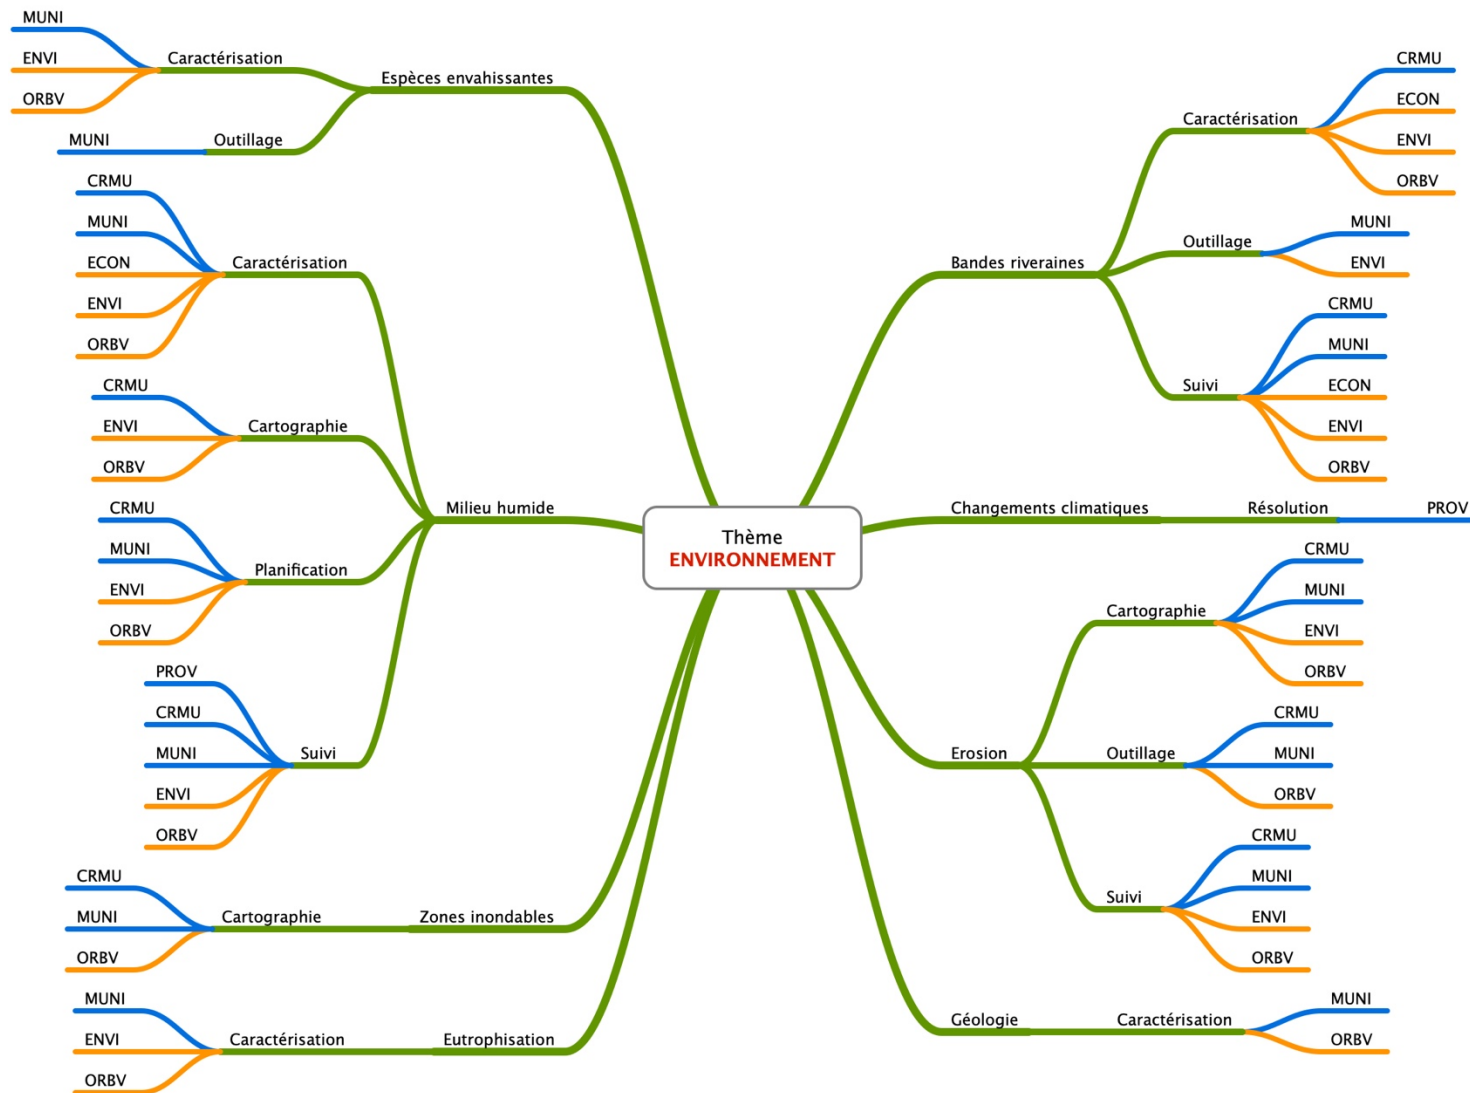 Thème
ENVIRONNEMENT
Espèces envahissantes
Caractérisation
MUNI
ENVI
ORBV
Outillage
MUNI
Milieu humide
Caractérisation
CRMU
MUNI
ECON
ENVI
ORBV
Cartographie
CRMU
ENVI
ORBV
Planification
CRMU
MUNI
ENVI
ORBV
Suivi
PROV
CRMU
MUNI
ENVI
ORBV
Zones inondables
Cartographie
CRMU
MUNI
ORBV
Eutrophisation
Caractérisation
MUNI
ENVI
ORBV
Bandes riveraines
Caractérisation
CRMU
ECON
ENVI
ORBV
Outillage
MUNI
ENVI
Suivi
CRMU
MUNI
ECON
ENVI
ORBV
Changements climatiques
Résolution
PROV
Erosion
Cartographie
CRMU
MUNI
ENVI
ORBV
Outillage
CRMU
MUNI
ORBV
Suivi
CRMU
MUNI
ENVI
ORBV
Géologie
Caractérisation
MUNI
ORBV